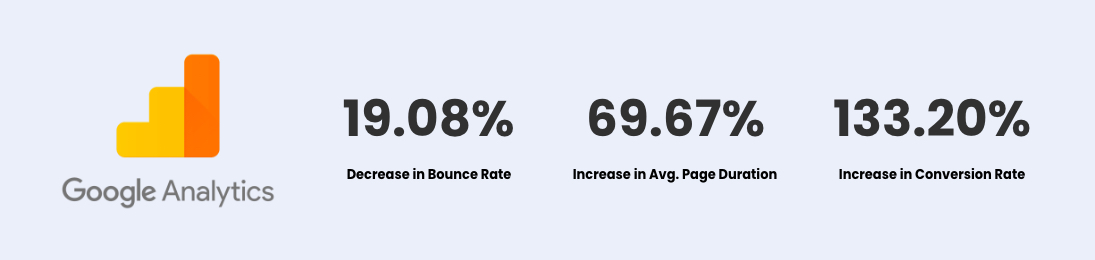 Google Analytics
19.08%
Decrease in Bounce Rate
69.67%
Increase in Avg. Page Duration
133.20%
Increase in Conversion Rate